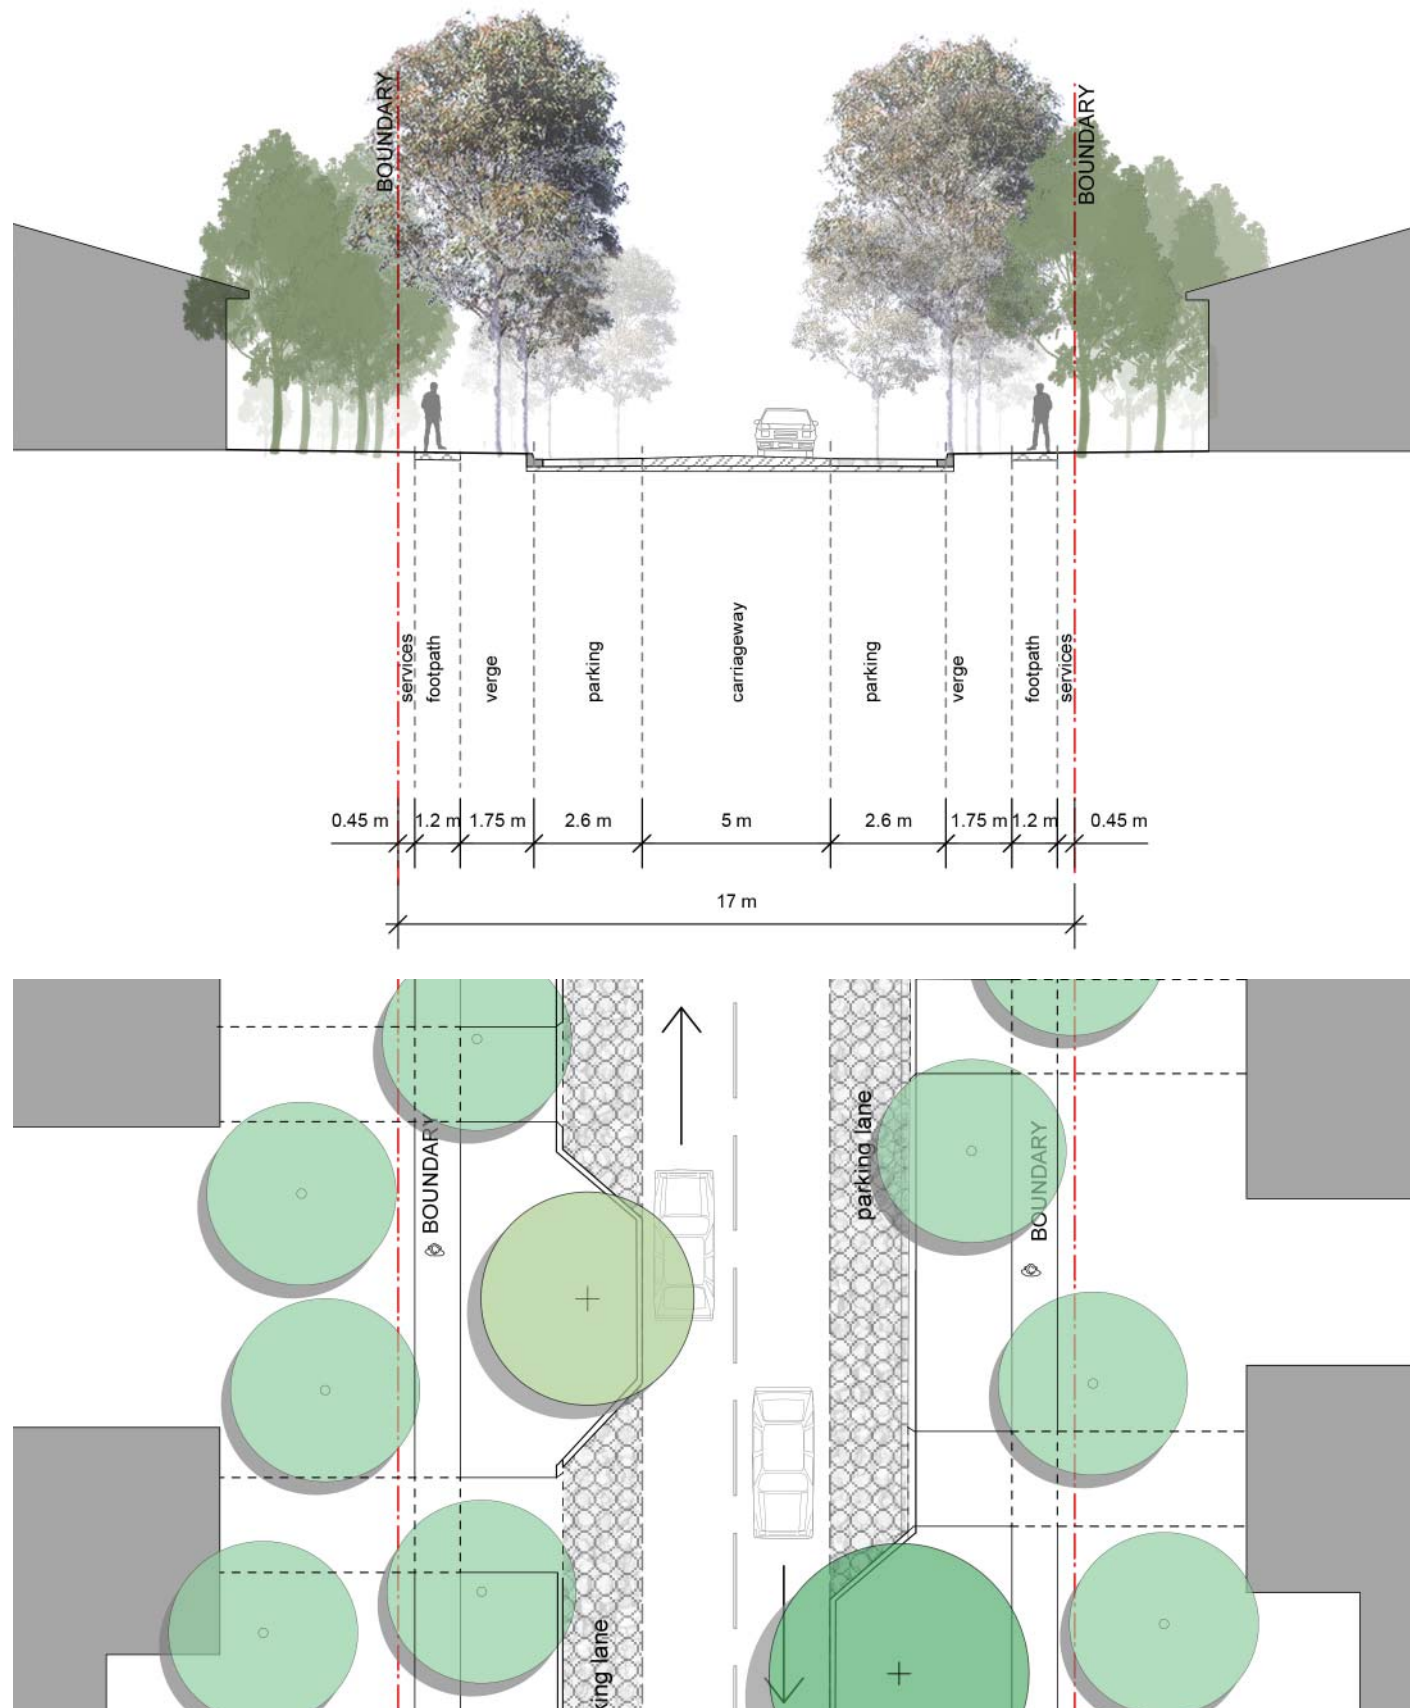 BOUNDARY
BOUNDARY
services
footpath
verge
parking
carriageway
parking
verge
footpath
services
0.45 m
1.2 m
1.75 m
2.6 m
5 m
2.6 m
1.75 m
1.2 m
0.45 m
17 m
BOUNDARY
parking lane
BOUNDARY
king lane